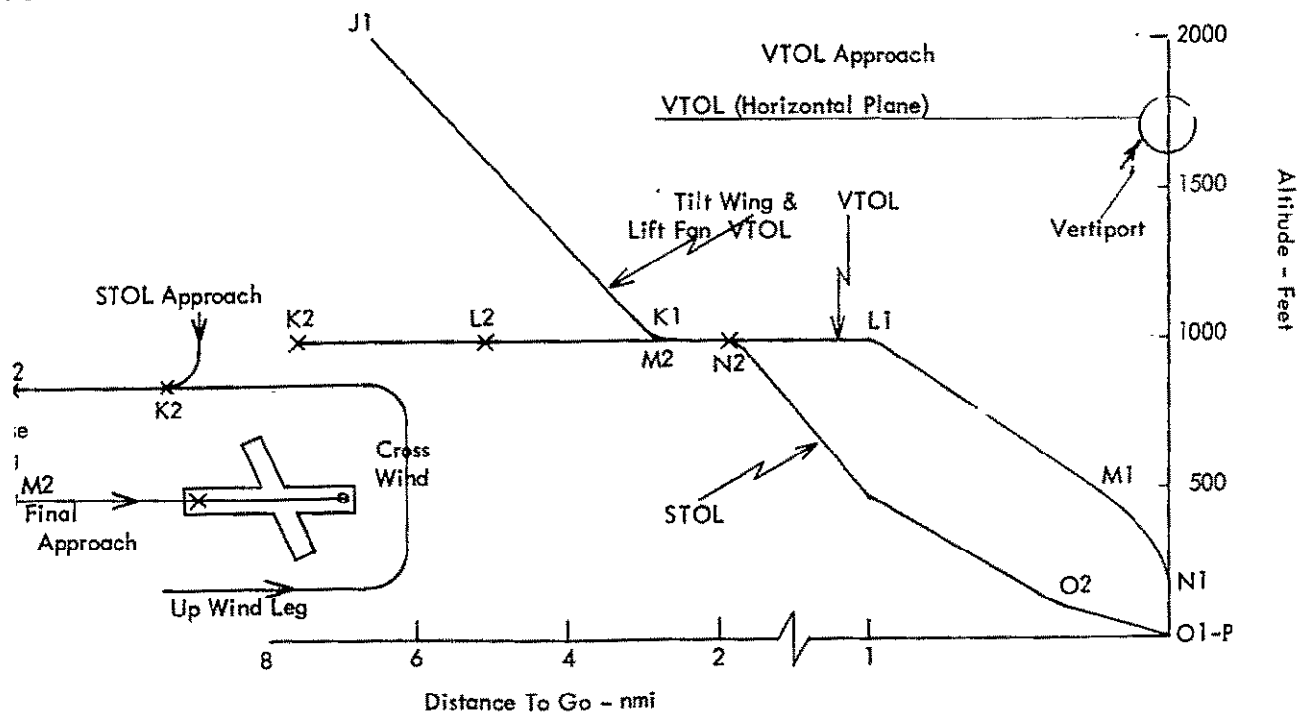 J1
2000
VTOL Approach
VTOL (Horizontal Plane)
1500
Tilt Wing &
Lift Fan VTOL
VTOL
Vertiport
Altitude - Feet
STOL Approach
K2
L2
K1
L1
1000
M2
N2
2
K2
Cross
Wind
M2
Final
Approach
M1
500
STOL
Up Wind Leg
O2
N1
O1-P
8
6
4
2
1
Distance To Go - nmi